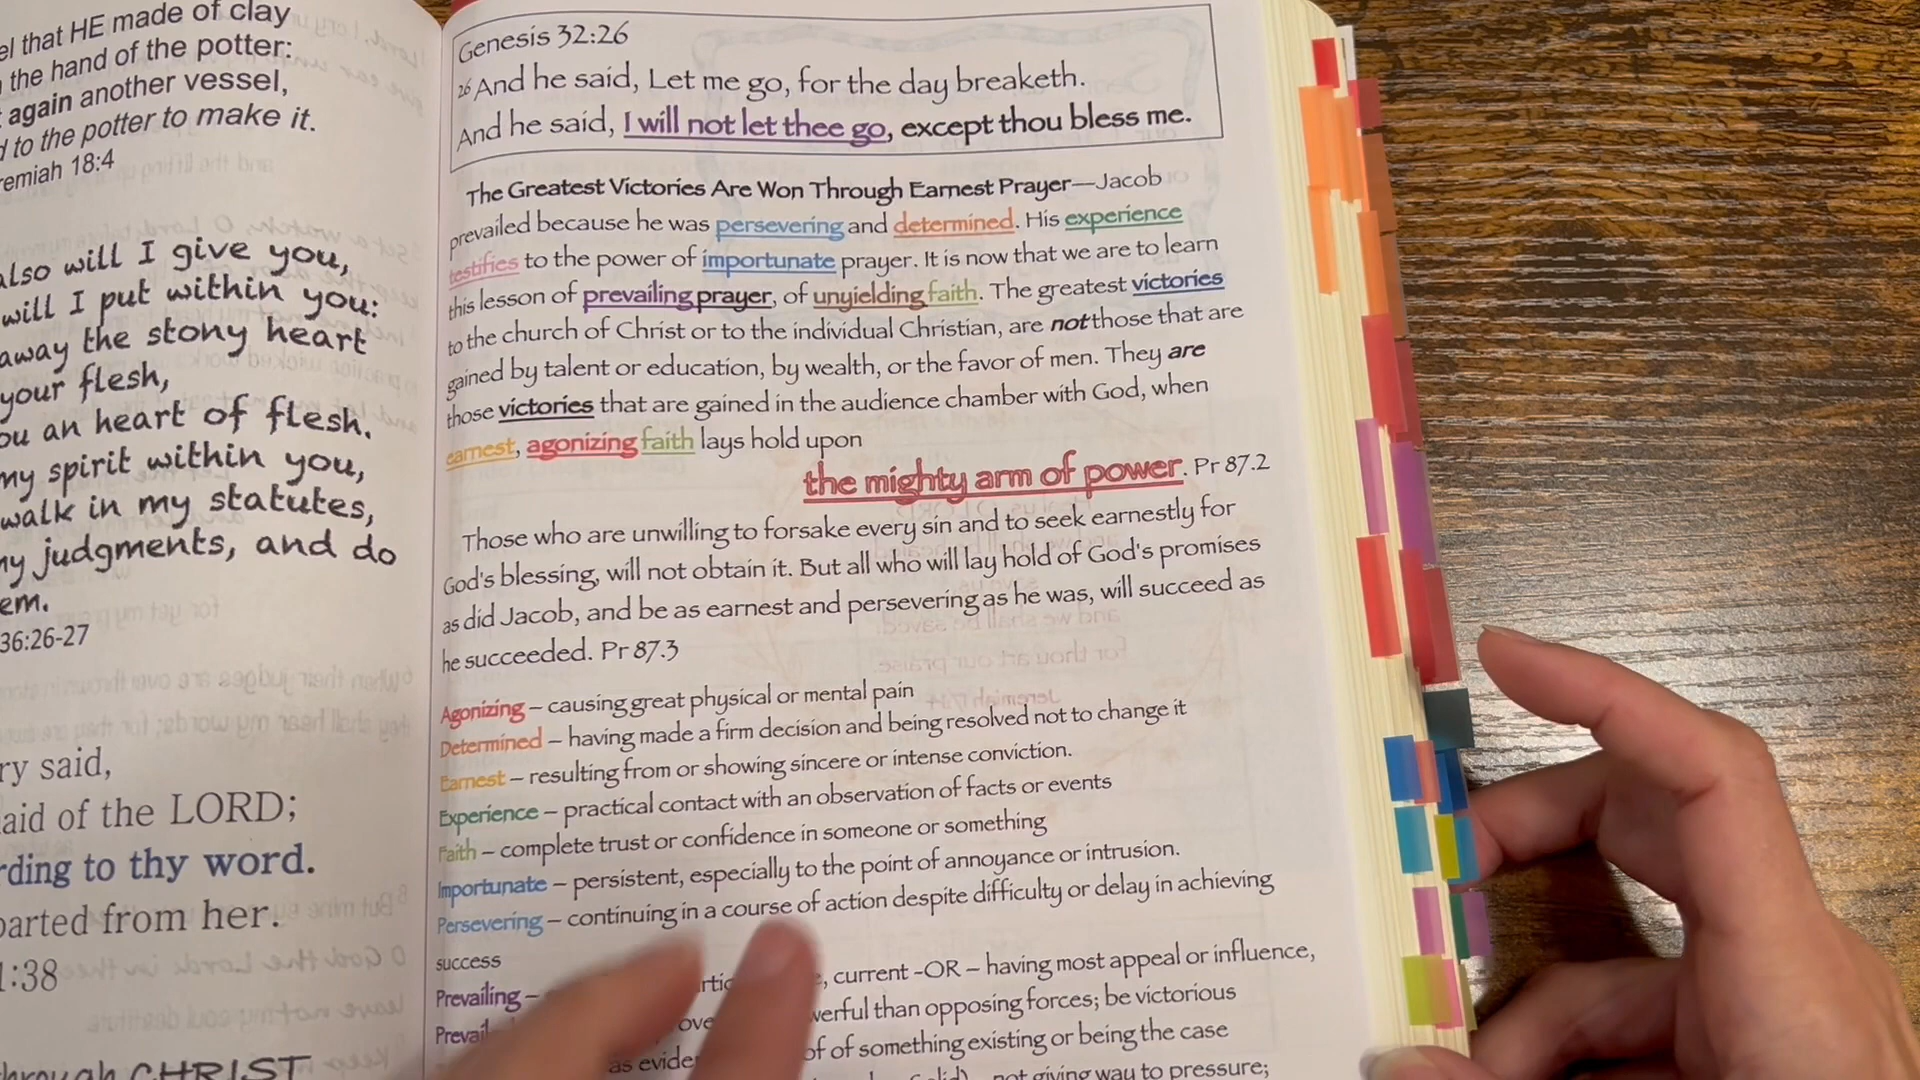 el that HE made of clay
the hand of the potter:
again another vessel,
d to the potter to make it.
remiah 18:4
also will I give you,
will I put within you:
away the stony heart
your flesh,
ou an heart of flesh.
my spirit within you,
walk in my statutes,
my judgments, and do
em.
36:26-27
ry said,
aid of the LORD;
rding to thy word.
parted from her.
1:38
through CHRIST
Genesis 32:26
26 And he said, Let me go, for the day breaketh.
And he said, I will not let thee go, except thou bless me.
The Greatest Victories Are Won Through Earnest Prayer—Jacob
prevailed because he was persevering and determined. His experience
testifies to the power of importunate prayer. It is now that we are to learn
this lesson of prevailing prayer, of unyielding faith. The greatest victories
to the church of Christ or to the individual Christian, are not those that are
gained by talent or education, by wealth, or the favor of men. They are
those victories that are gained in the audience chamber with God, when
earnest, agonizing faith lays hold upon
the mighty arm of power. Pr 87.2
Those who are unwilling to forsake every sin and to seek earnestly for
God's blessing, will not obtain it. But all who will lay hold of God's promises
as did Jacob, and be as earnest and persevering as he was, will succeed as
he succeeded. Pr 87.3
Agonizing – causing great physical or mental pain
Determined – having made a firm decision and being resolved not to change it
Earnest – resulting from or showing sincere or intense conviction.
Experience – practical contact with an observation of facts or events
Faith – complete trust or confidence in someone or something
Importunate – persistent, especially to the point of annoyance or intrusion.
Persevering – continuing in a course of action despite difficulty or delay in achieving
success
Prevailing – , current -OR – having most appeal or influence,
Prevail than opposing forces; be victorious
as of something existing or being the case
not giving way to pressure;